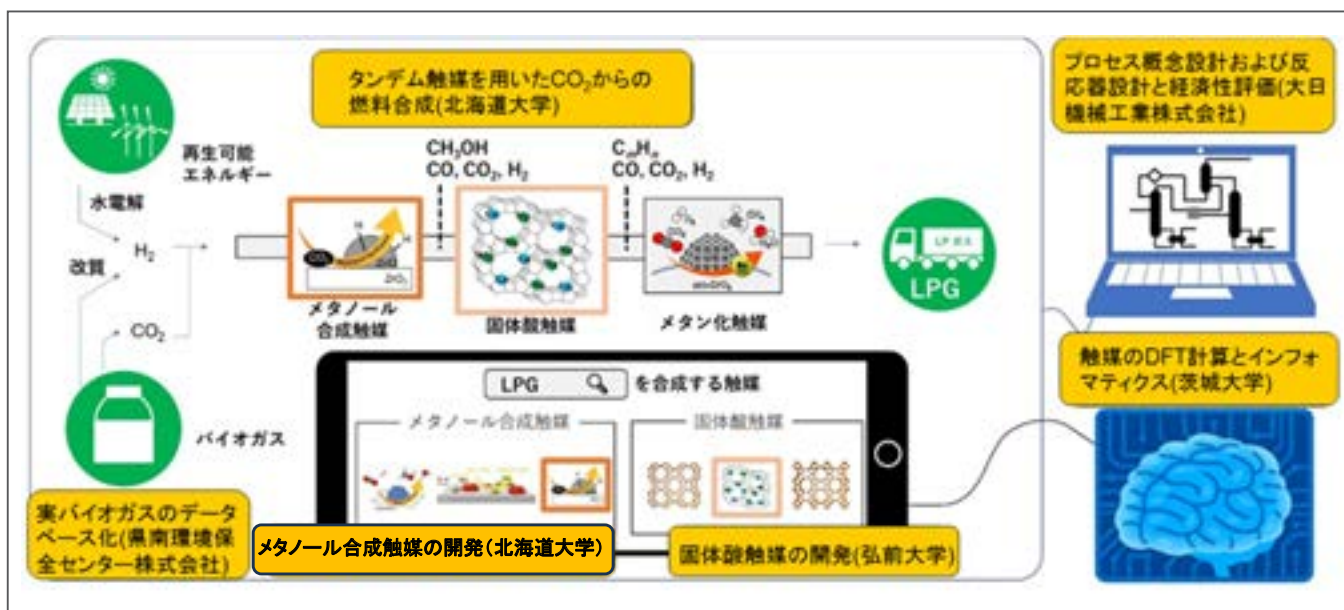 タンデム触媒を用いたCO₂からの
燃料合成(北海道大学)
プロセス概念設計および反
応器設計と経済性評価(大日
機械工業株式会社)
再生可能
エネルギー
水電解
改質
H₂
CO₂
CH₃OH
CO, CO₂, H₂
CₘHₙ
CO, CO₂, H₂
メタノール
合成触媒
固体酸触媒
メタン化触媒
LPガス
LPG
バイオガス
LPG
を合成する触媒
メタノール合成触媒
固体酸触媒
触媒のDFT計算とインフォ
マティクス(茨城大学)
実バイオガスのデータ
ベース化(県南環境保
全センター株式会社)
メタノール合成触媒の開発(北海道大学)
固体酸触媒の開発(弘前大学)